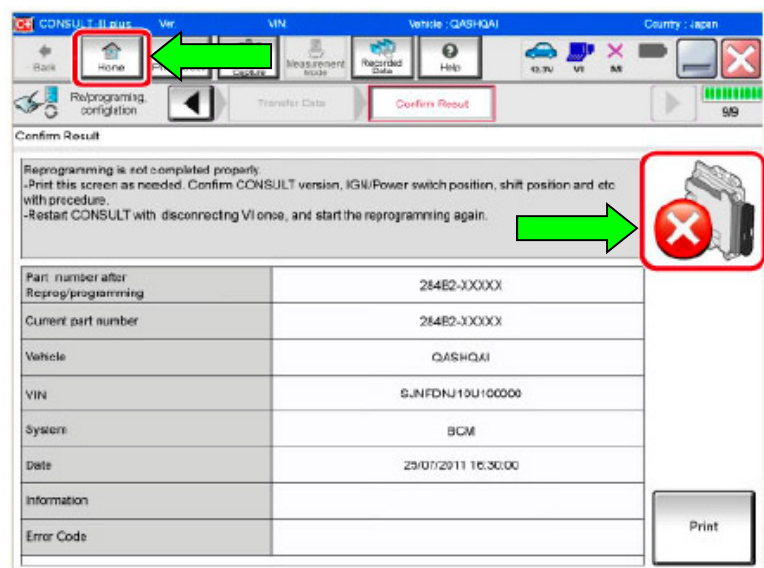 CONSULT-III plus Ver. VIN: Vehicle : QASHQAI Country : Japan
Back Home Capture Measurement Mode Recorded Data Help VI MI
Re/programing, configlation Transfer Data Confirm Result 9/9
Confirm Result
Reprogramming is not completed properly.
-Print this screen as needed. Confirm CONSULT version, IGN/Power switch position, shift position and etc
with procedure.
-Restart CONSULT with disconnecting VI once, and start the reprogramming again.
Part number after
Reprog/programming
284B2-XXXXX
Current part number 284B2-XXXXX
Vehicle QASHQAI
VIN SJNFDNJ10U100000
System BCM
Date 25/07/2011 16:30:00
Information
Error Code
Print